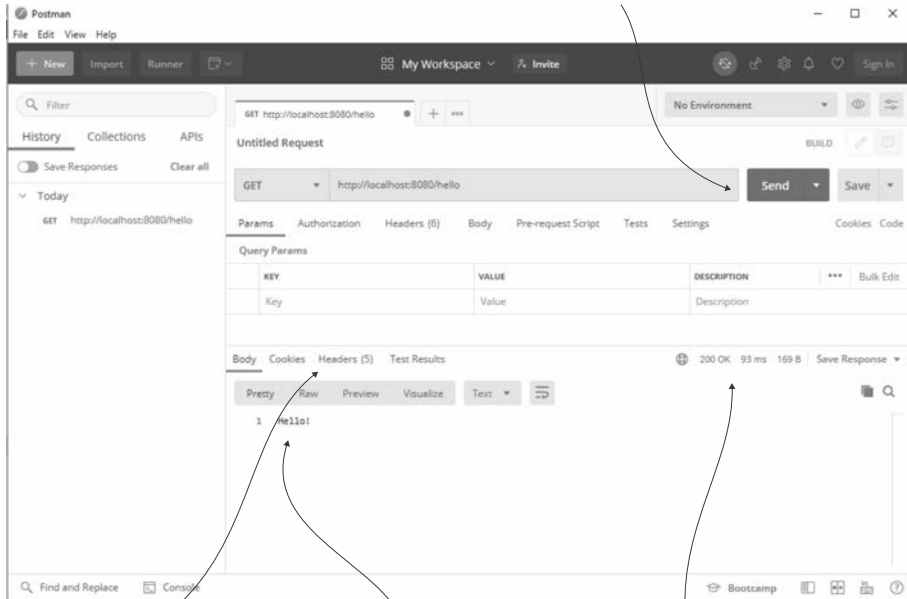 Postman
File Edit View Help
+ New Import Runner My Workspace Invite Sign In
Filter
History Collections APIs
Save Responses Clear all
Today
GET http://localhost:8080/hello
GET http://localhost:8080/hello + ••• No Environment
Untitled Request BUILD
GET http://localhost:8080/hello Send Save
Params Authorization Headers (6) Body Pre-request Script Tests Settings Cookies Code
Query Params
KEY VALUE DESCRIPTION ••• Bulk Edit
Key Value Description
Body Cookies Headers (5) Test Results 200 OK 93 ms 169 B Save Response
Pretty Raw Preview Visualize Text
1 Hello!
Find and Replace Console Bootcamp